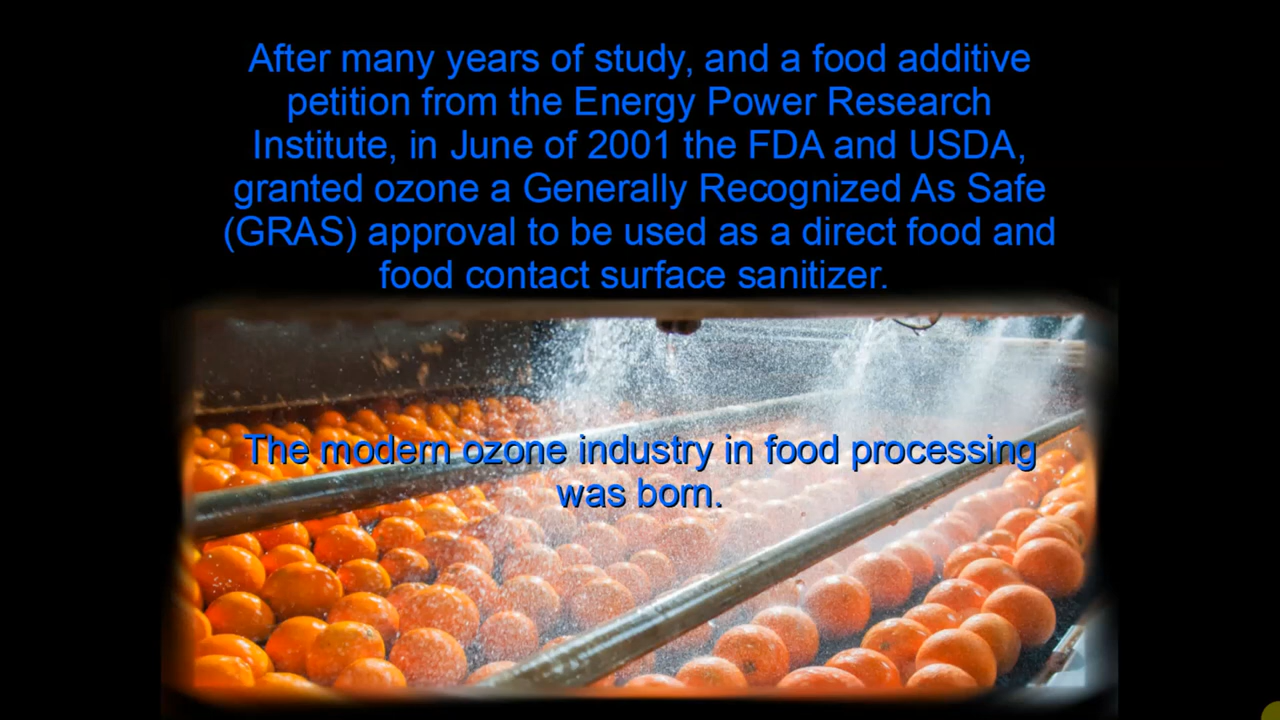 After many years of study, and a food additive
petition from the Energy Power Research
Institute, in June of 2001 the FDA and USDA,
granted ozone a Generally Recognized As Safe
(GRAS) approval to be used as a direct food and
food contact surface sanitizer.
The modern ozone industry in food processing
was born.